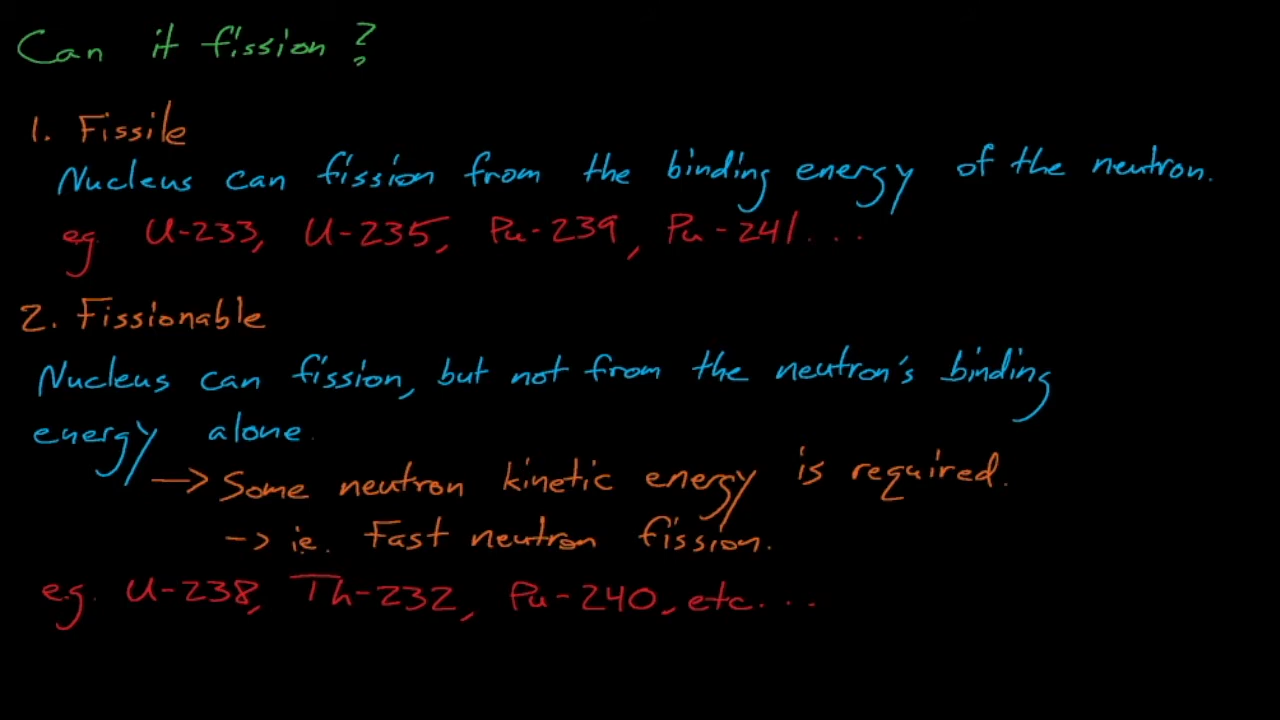 Can it fission?
1. Fissile
Nucleus can fission from the binding energy of the neutron.
eg. U-233, U-235, Pu-239, Pu-241...
2. Fissionable
Nucleus can fission, but not from the neutron's binding
energy alone.
→ Some neutron kinetic energy is required.
→ i.e. Fast neutron fission.
e.g. U-238, Th-232, Pu-240, etc....